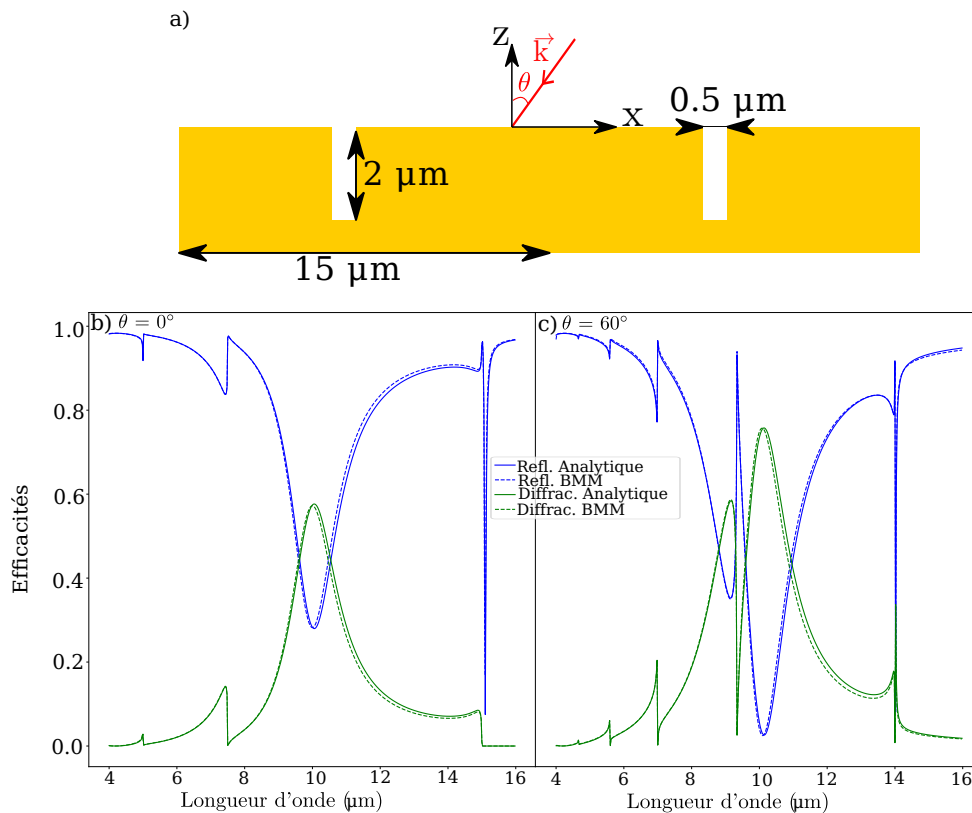 a)
Z
k
θ
X
0.5 µm
2 µm
15 µm
b) θ = 0°
c) θ = 60°
1.0
0.8
0.6
0.4
0.2
0.0
Efficacités
Refl. Analytique
Refl. BMM
Diffrac. Analytique
Diffrac. BMM
4 6 8 10 12 14 16
4 6 8 10 12 14 16
Longueur d'onde (µm)
Longueur d'onde (µm)